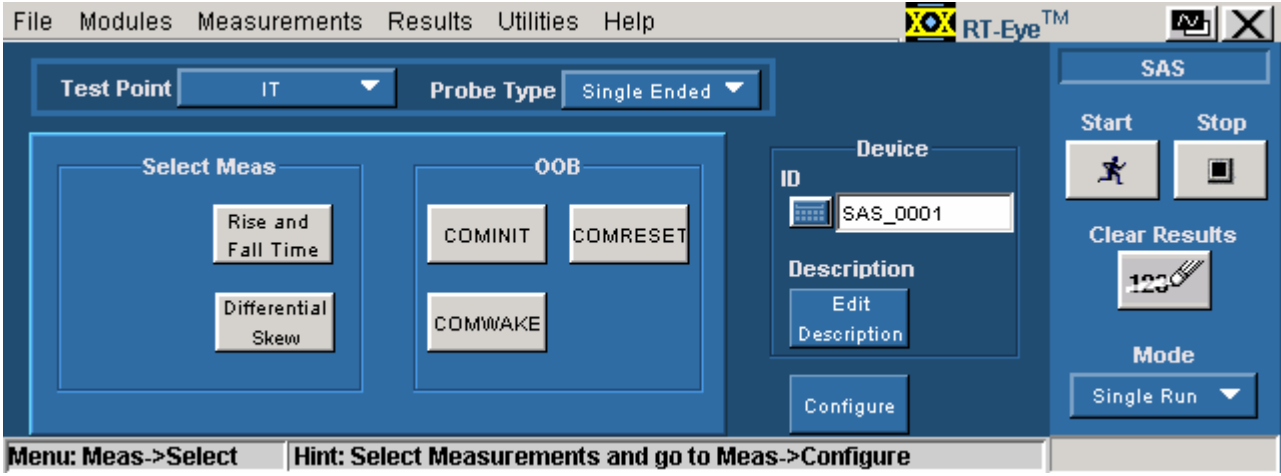 File Modules Measurements Results Utilities Help RT-Eye™
Test Point IT Probe Type Single Ended
SAS
Start Stop
Select Meas OOB Device
ID
Rise and
Fall Time
COMINIT COMRESET
SAS_0001
Clear Results
123
Differential
Skew
COMWAKE
Description
Edit
Description
Mode
Single Run
Configure
Menu: Meas->Select Hint: Select Measurements and go to Meas->Configure